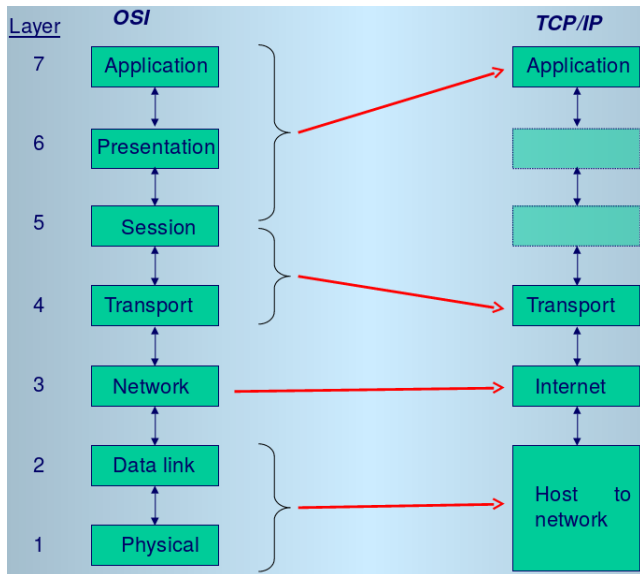 Layer
OSI
TCP/IP
7
Application
Application
6
Presentation
5
Session
4
Transport
Transport
3
Network
Internet
2
Data link
Host to
network
1
Physical